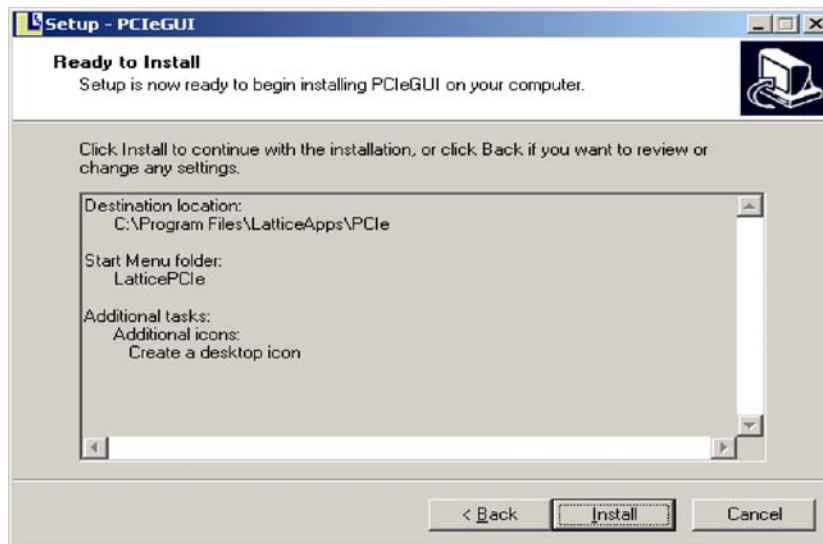 Setup - PCIeGUI
Ready to Install
Setup is now ready to begin installing PCIeGUI on your computer.
Click Install to continue with the installation, or click Back if you want to review or
change any settings.
Destination location:
C:\Program Files\LatticeApps\PCIe
Start Menu folder:
LatticePCIe
Additional tasks:
Additional icons:
Create a desktop icon
< Back Install Cancel